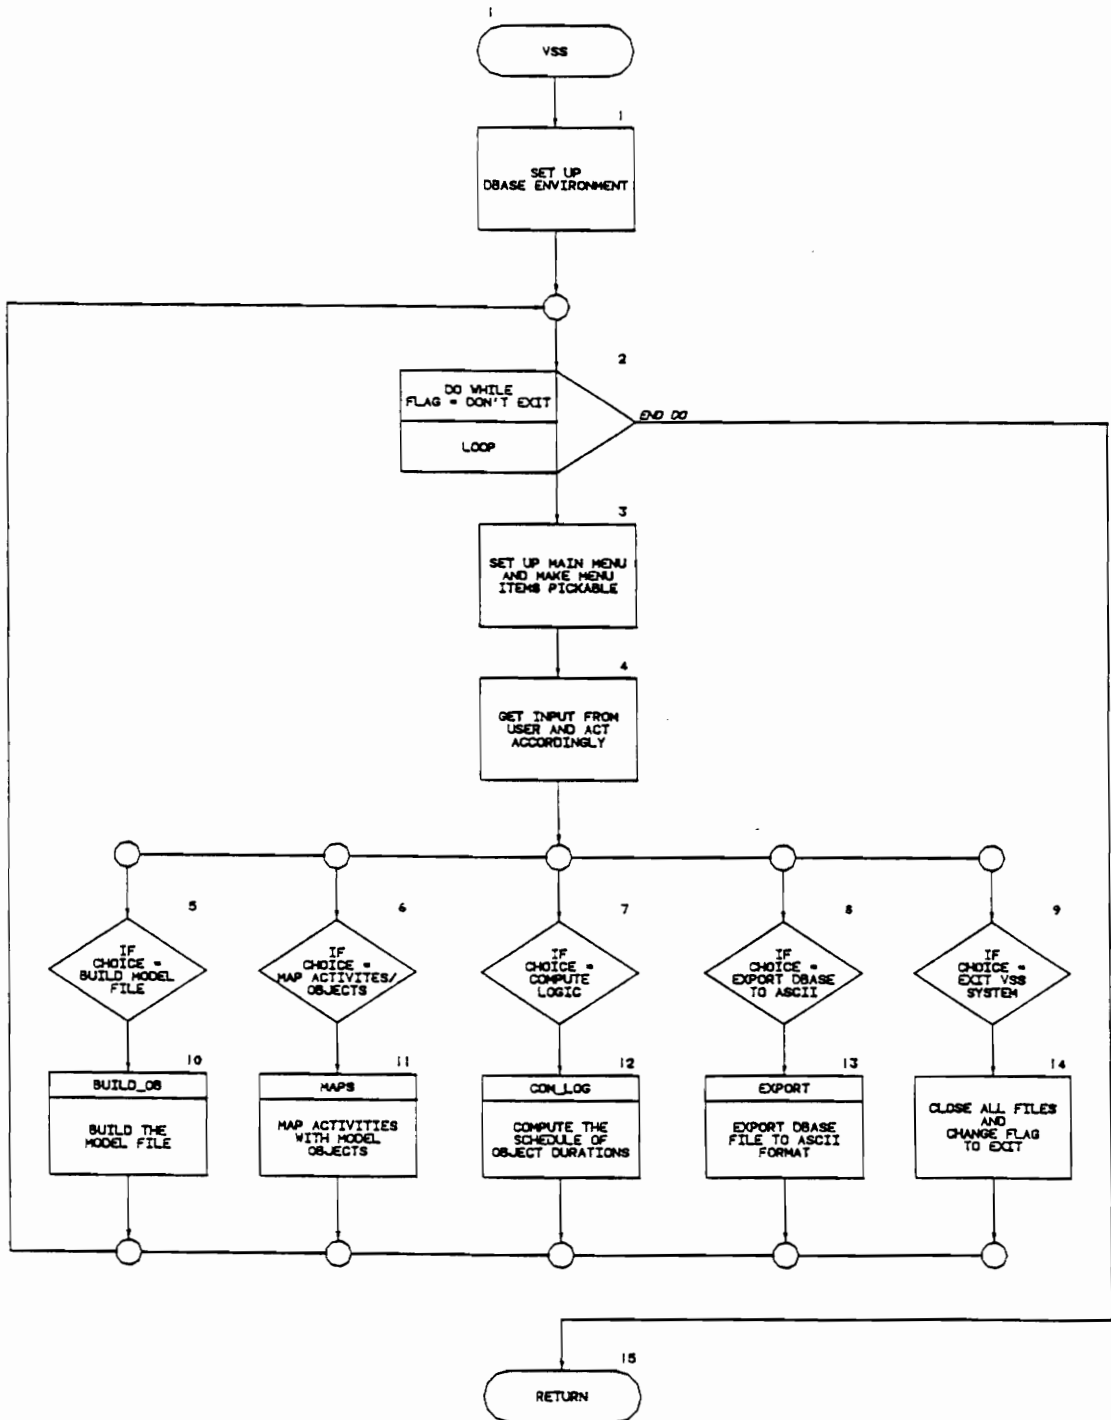 1
VSS
1
SET UP
DBASE ENVIRONMENT
2
DO WHILE
FLAG = DON'T EXIT
END DO
LOOP
3
SET UP MAIN MENU
AND MAKE MENU
ITEMS PICKABLE
4
GET INPUT FROM
USER AND ACT
ACCORDINGLY
5
IF
CHOICE =
BUILD MODEL
FILE
6
IF
CHOICE =
MAP ACTIVITES/
OBJECTS
7
IF
CHOICE =
COMPUTE
LOGIC
8
IF
CHOICE =
EXPORT DBASE
TO ASCII
9
IF
CHOICE =
EXIT VSS
SYSTEM
10
BUILD_OB
BUILD THE
MODEL FILE
11
MAPS
MAP ACTIVITIES
WITH MODEL
OBJECTS
12
COM_LOG
COMPUTE THE
SCHEDULE OF
OBJECT DURATIONS
13
EXPORT
EXPORT DBASE
FILE TO ASCII
FORMAT
14
CLOSE ALL FILES
AND
CHANGE FLAG
TO EXIT
15
RETURN